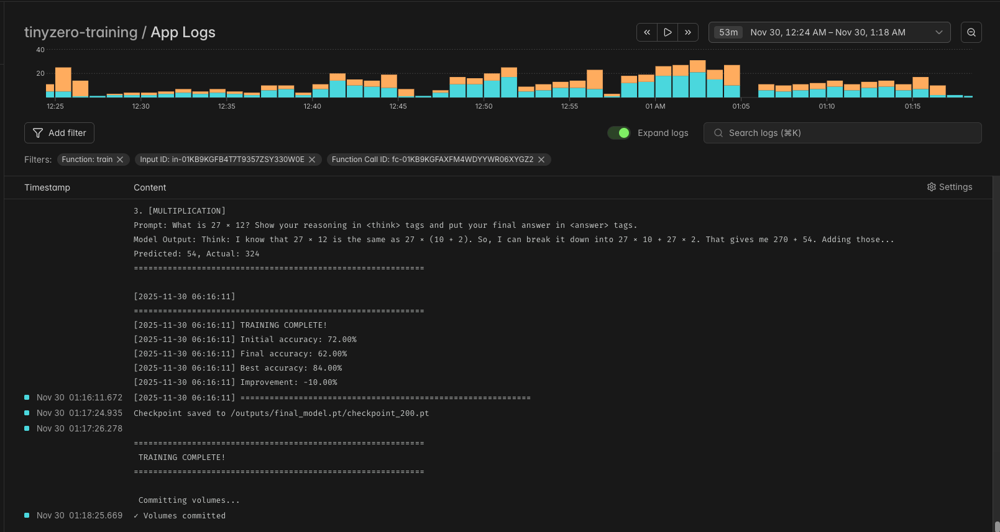 tinyzero-training / App Logs
53m Nov 30, 12:24 AM – Nov 30, 1:18 AM
40
20
12:25 12:30 12:35 12:40 12:45 12:50 12:55 01 AM 01:05 01:10 01:15
Add filter
Expand logs
Search logs (⌘K)
Filters: Function: train Input ID: in-01KB9KGFB4T7T9357ZSY330W0E Function Call ID: fc-01KB9KGFAXFM4WDYYWR06XYGZ2
Timestamp Content Settings
3. [MULTIPLICATION]
Prompt: What is 27 × 12? Show your reasoning in <think> tags and put your final answer in <answer> tags.
Model Output: Think: I know that 27 × 12 is the same as 27 × (10 + 2). So, I can break it down into 27 × 10 + 27 × 2. That gives me 270 + 54. Adding those...
Predicted: 54, Actual: 324
============================================================
[2025-11-30 06:16:11]
============================================================
[2025-11-30 06:16:11] TRAINING COMPLETE!
[2025-11-30 06:16:11] Initial accuracy: 72.00%
[2025-11-30 06:16:11] Final accuracy: 62.00%
[2025-11-30 06:16:11] Best accuracy: 84.00%
[2025-11-30 06:16:11] Improvement: -10.00%
Nov 30 01:16:11.672 [2025-11-30 06:16:11] ============================================================
Nov 30 01:17:24.935 Checkpoint saved to /outputs/final_model.pt/checkpoint_200.pt
Nov 30 01:17:26.278
============================================================
TRAINING COMPLETE!
============================================================
Committing volumes...
Nov 30 01:18:25.669 ✓ Volumes committed